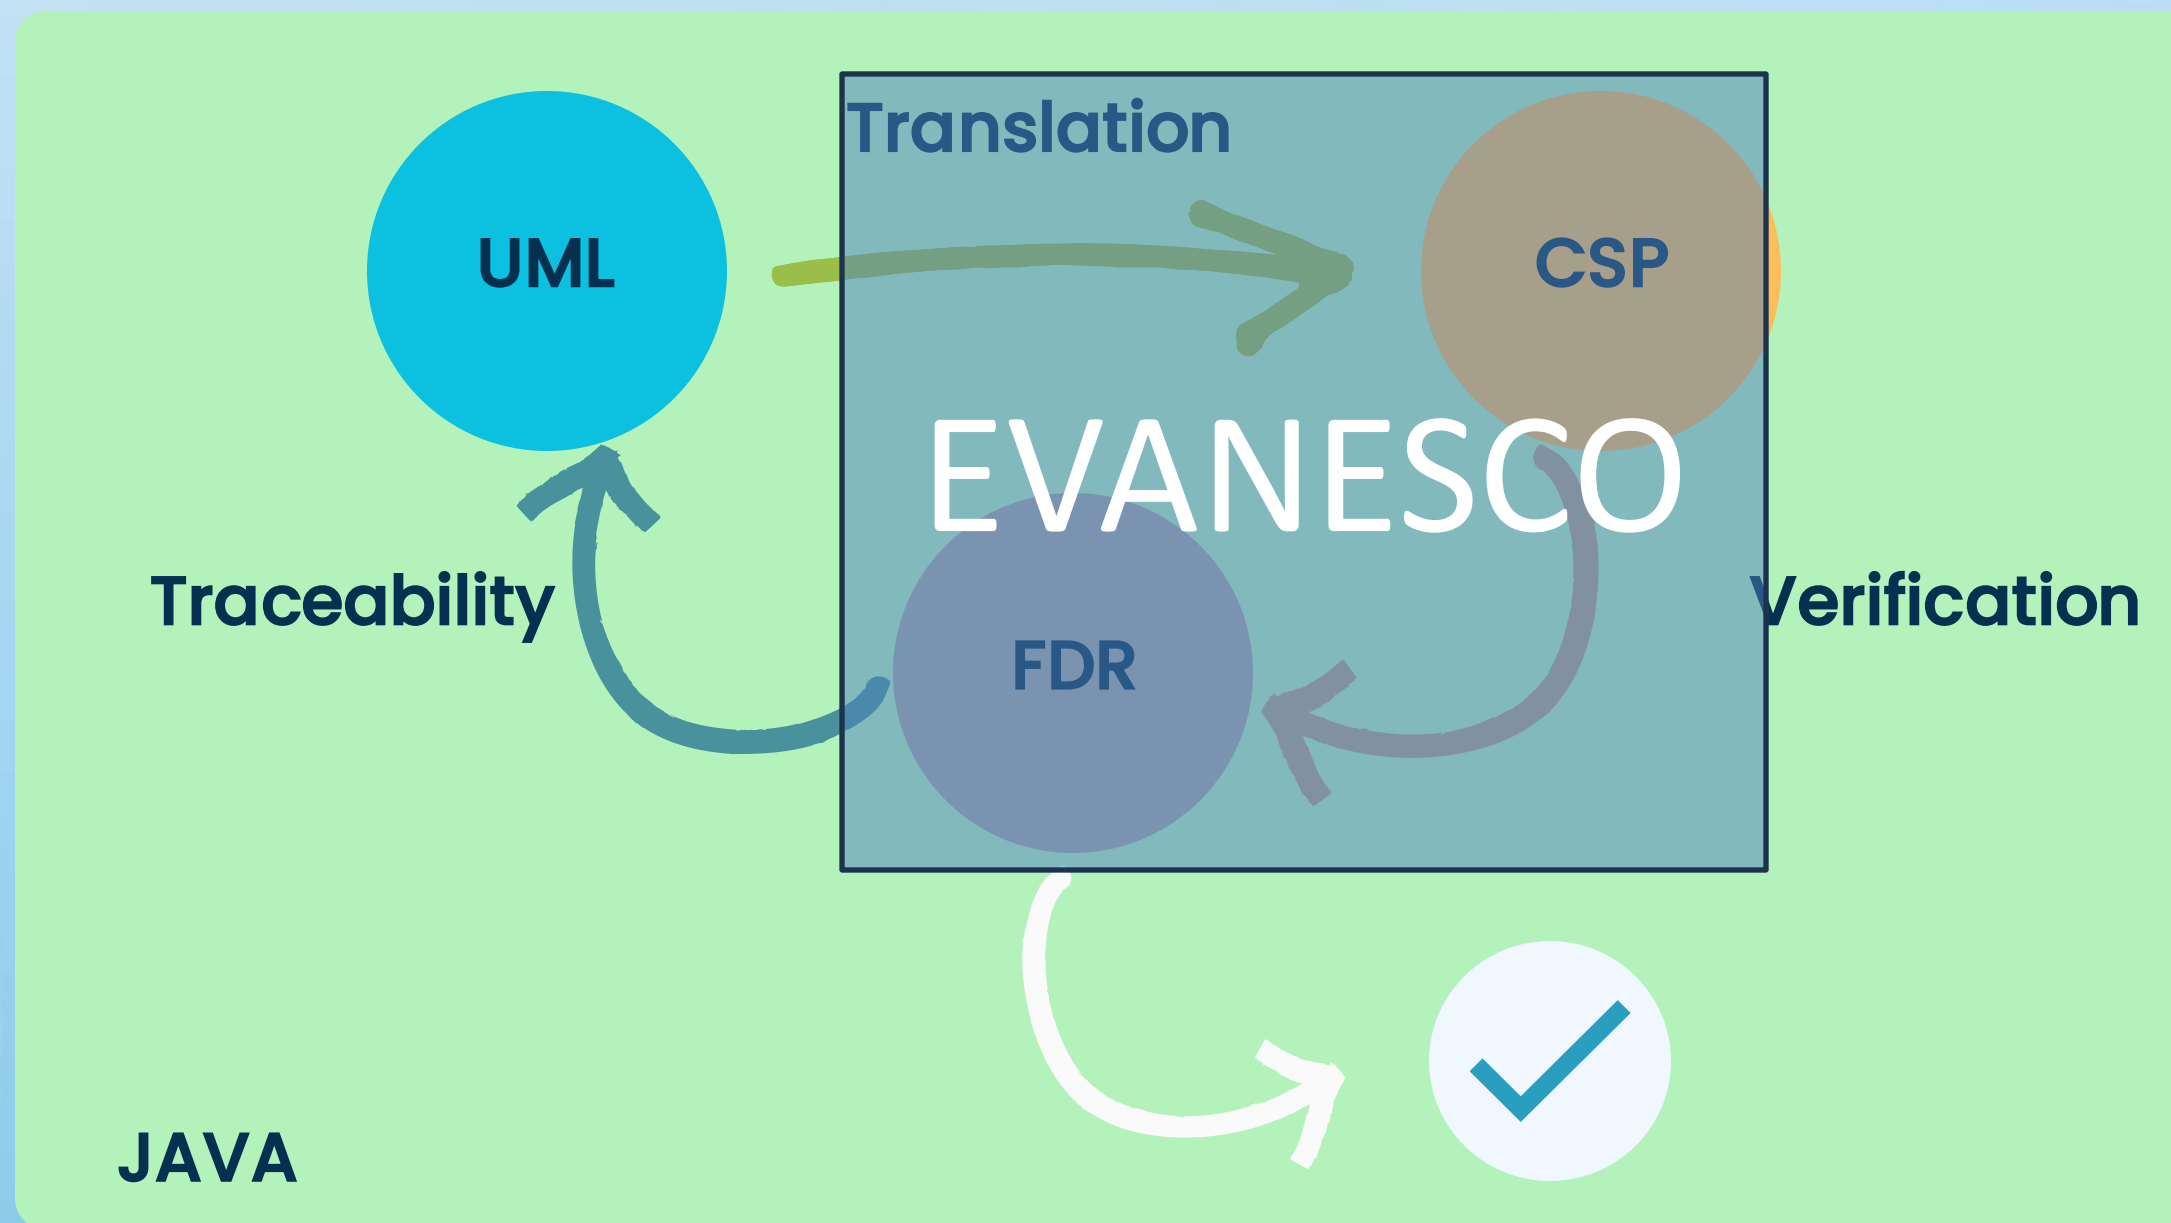 Translation
UML
CSP
EVANESCO
Traceability
Verification
FDR
JAVA